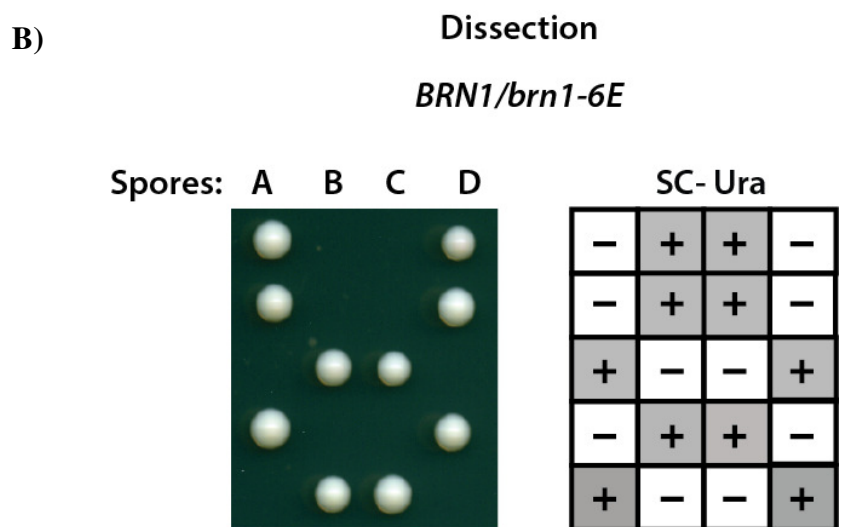 B)
Dissection
BRN1/brn1-6E
Spores: A B C D
SC- Ura
− + + −
− + + −
+ − − +
− + + −
+ − − +